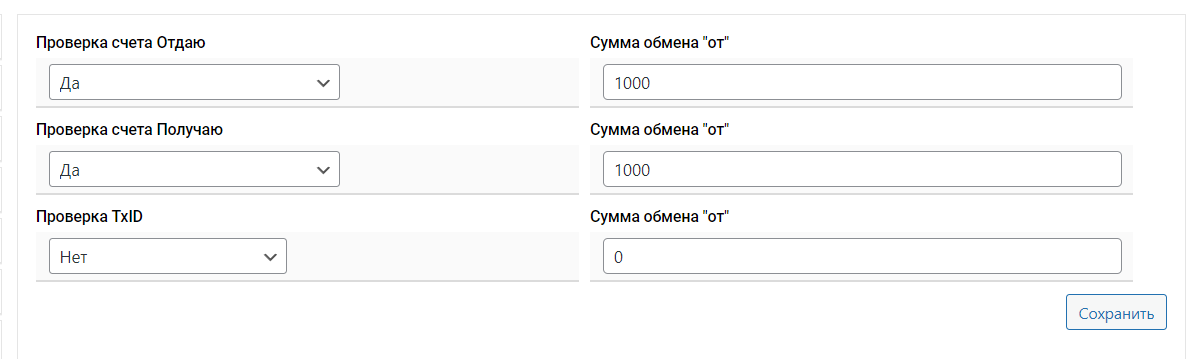 Проверка счета Отдаю
Сумма обмена "от"
Да
1000
Проверка счета Получаю
Сумма обмена "от"
Да
1000
Проверка TxID
Сумма обмена "от"
Нет
0
Сохранить